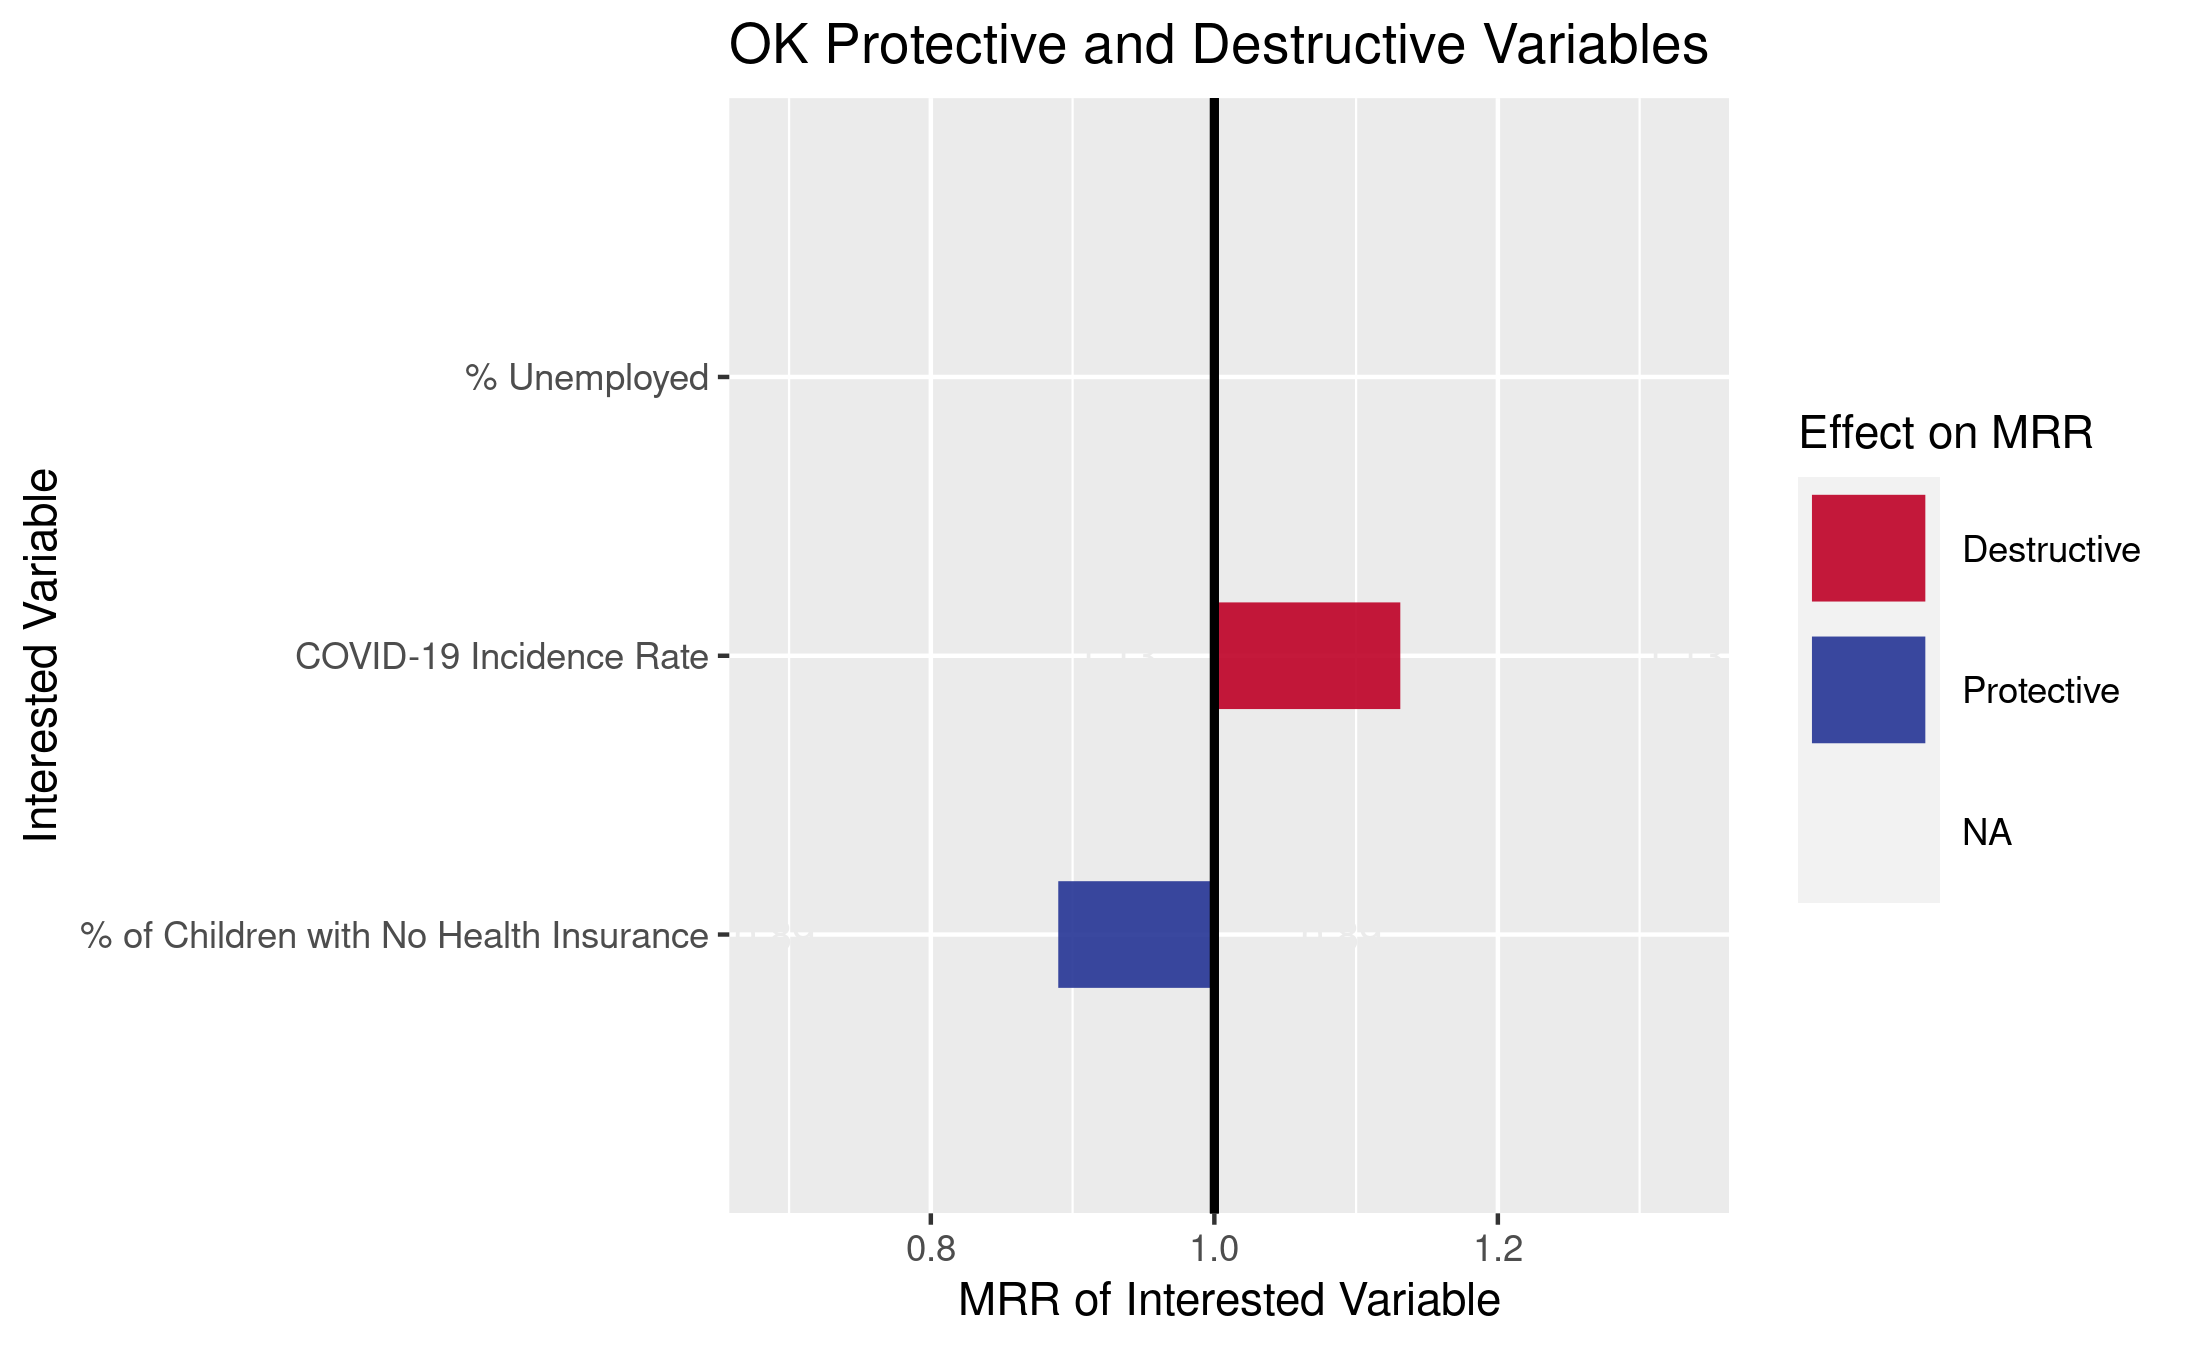 OK Protective and Destructive Variables
Interested Variable
% Unemployed
COVID-19 Incidence Rate
% of Children with No Health Insurance
0.8
1.0
1.2
MRR of Interested Variable
Effect on MRR
Destructive
Protective
NA